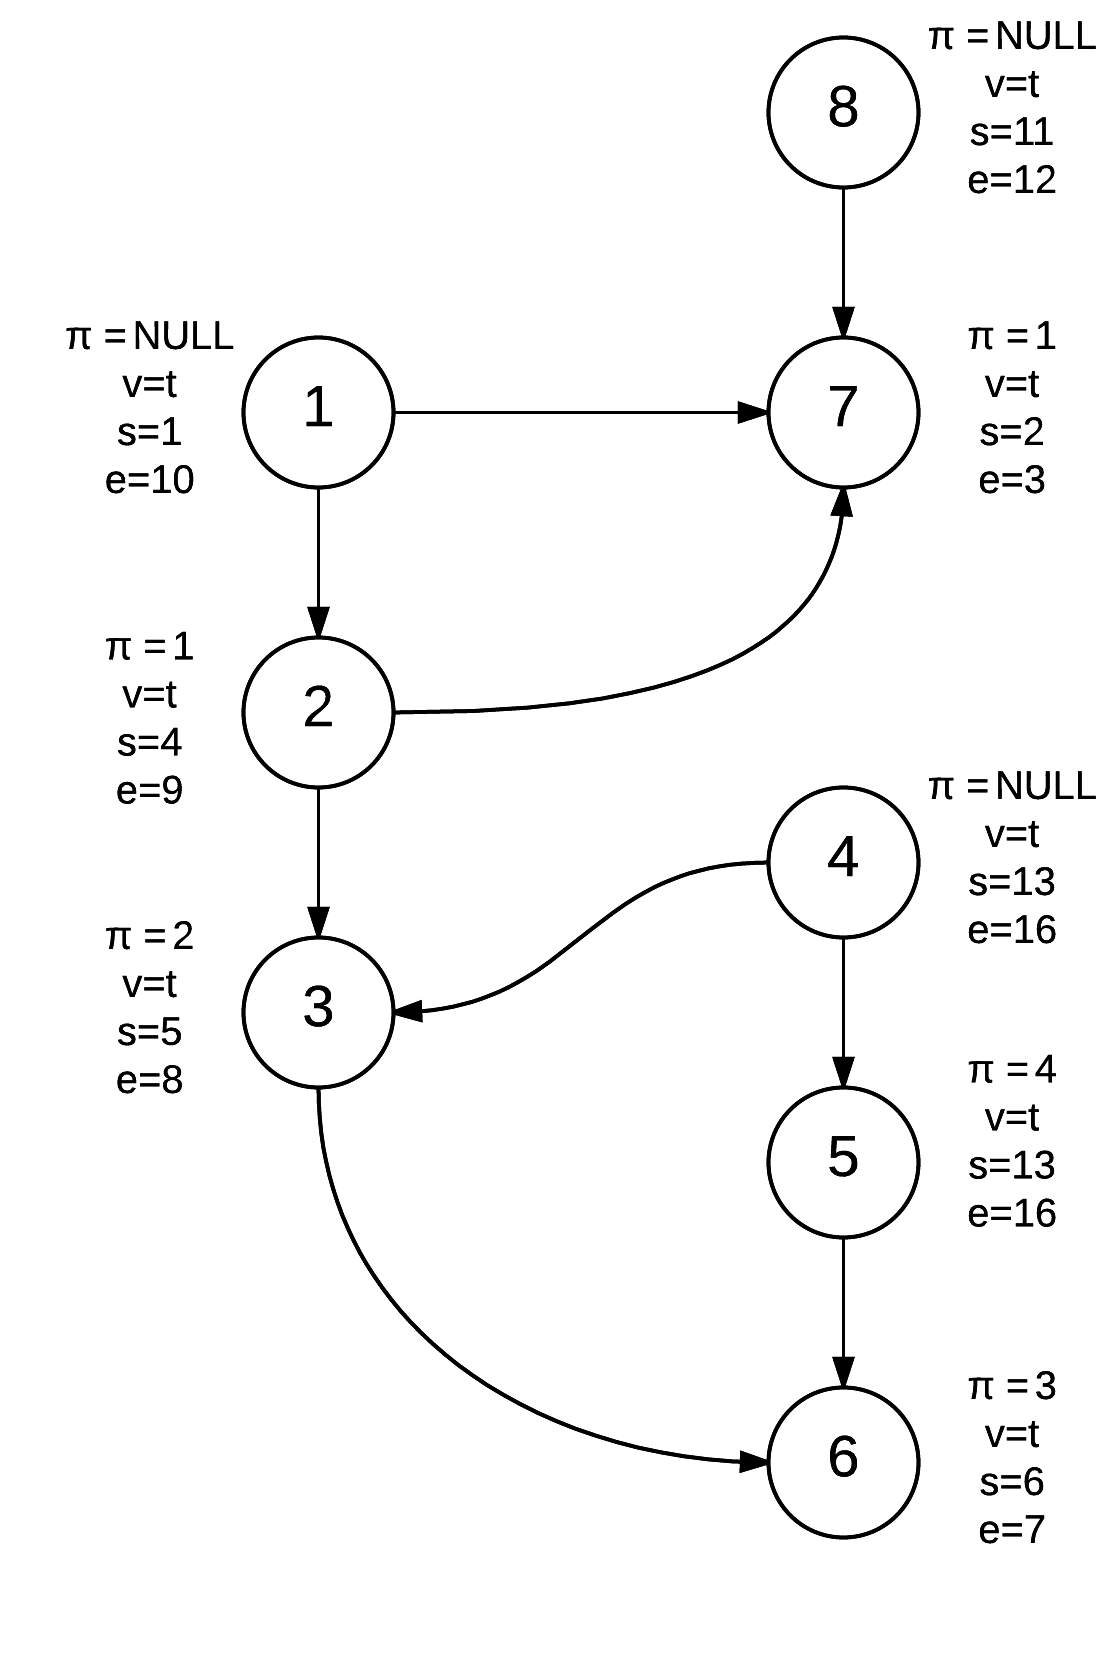 8
π = NULL
v=t
s=11
e=12
π = NULL
v=t
s=1
e=10
1
7
π = 1
v=t
s=2
e=3
π = 1
v=t
s=4
e=9
2
π = NULL
v=t
s=13
e=16
4
π = 2
v=t
s=5
e=8
3
5
π = 4
v=t
s=13
e=16
6
π = 3
v=t
s=6
e=7